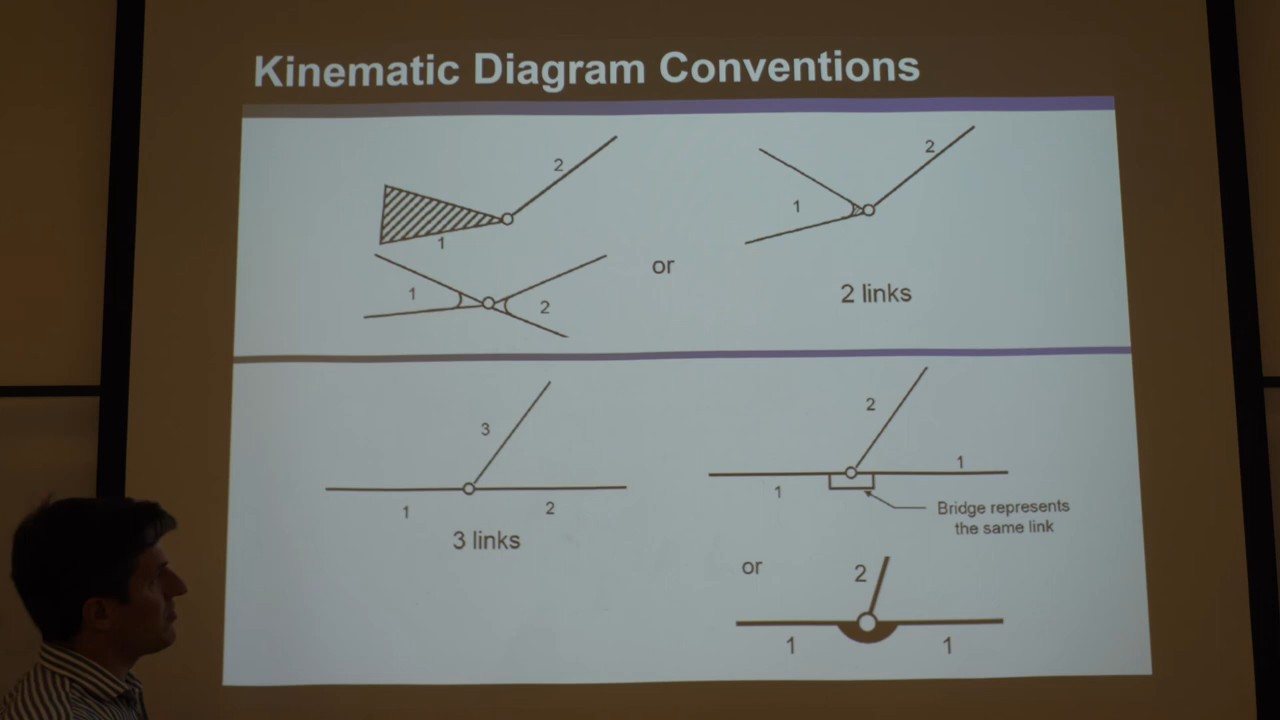 Kinematic Diagram Conventions
2
1
1
2
or
2
1
2 links
3
1
2
3 links
2
1
1
Bridge represents
the same link
or
2
1
1